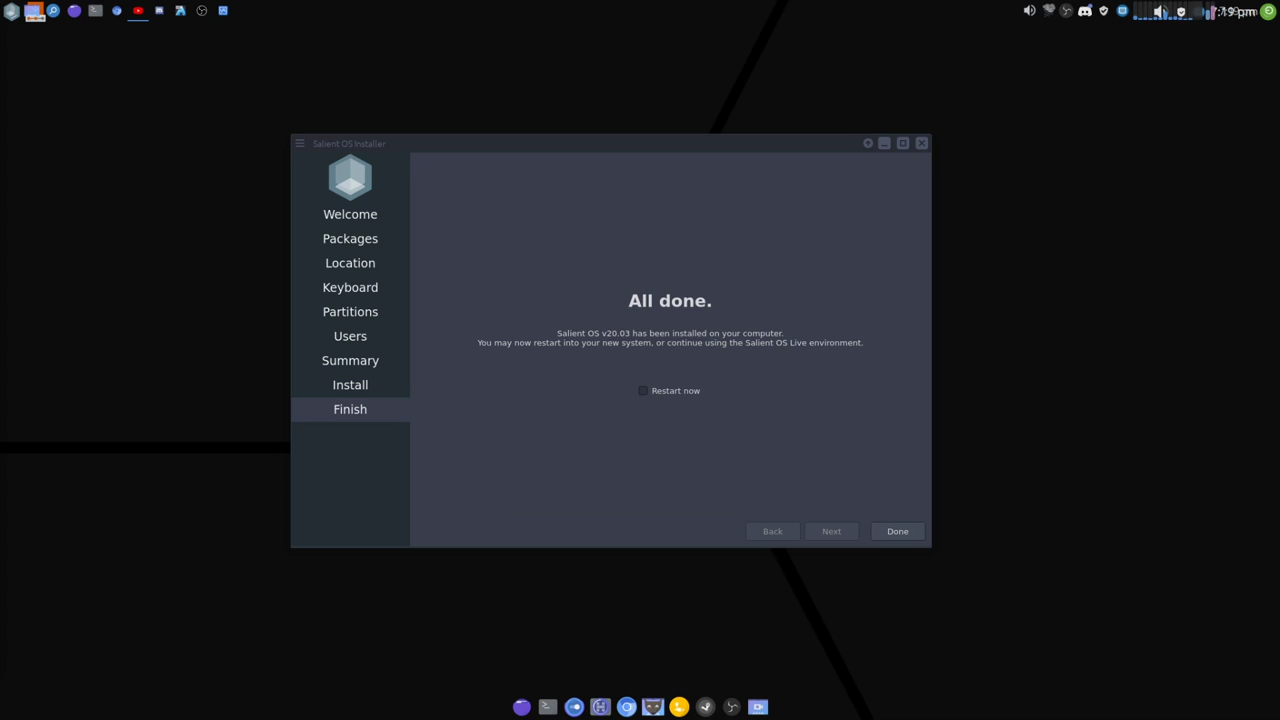 :19 pm
Salient OS Installer
Welcome
Packages
Location
Keyboard
Partitions
Users
Summary
Install
Finish
All done.
Salient OS v20.03 has been installed on your computer.
You may now restart into your new system, or continue using the Salient OS Live environment.
Restart now
Back
Next
Done